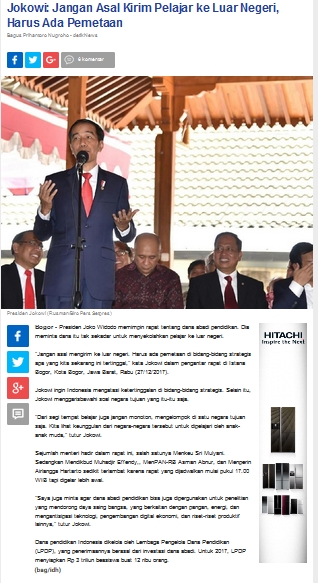 Jokowi: Jangan Asal Kirim Pelajar ke Luar Negeri,
Harus Ada Pemetaan
Bagus Prihantoro Nugroho - detikNews
6 Komentar
Presiden Jokowi (Rusman/Biro Pers Setpres)
Bogor - Presiden Joko Widodo memimpin rapat tentang dana abadi pendidikan. Dia
meminta dana itu tak sekadar untuk menyekolahkan pelajar ke luar negeri.
"Jangan asal mengirim ke luar negeri. Harus ada pemetaan di bidang-bidang strategis
apa yang kita sekarang ini tertinggal," kata Jokowi dalam pengantar rapat di Istana
Bogor, Kota Bogor, Jawa Barat, Rabu (27/12/2017).
Jokowi ingin Indonesia mengatasi ketertinggalan di bidang-bidang strategis. Selain itu,
Jokowi menggarisbawahi soal negara tujuan yang itu-itu saja.
"Dari segi tempat belajar juga jangan monoton, mengelompok di satu negara tujuan
saja. Kita lihat keunggulan dari negara-negara tersebut untuk dipelajari oleh anak-
anak muda," tutur Jokowi.
Sejumlah menteri hadir dalam rapat ini, salah satunya Menkeu Sri Mulyani.
Sedangkan Mendikbud Muhadjir Effendy, MenPAN-RB Asman Abnur, dan Menperin
Airlangga Hartarto sedikit terlambat karena rapat yang dijadwalkan mulai pukul 17.00
WIB tapi digelar lebih awal.
"Saya juga minta agar dana abadi pendidikan bisa juga dipergunakan untuk penelitian
yang mendorong daya saing bangsa, yang berkaitan dengan pangan, energi, dan
mengantisipasi teknologi, pengembangan digital ekonomi, dan riset-riset produktif
lainnya," tutur Jokowi.
Dana pendidikan Indonesia dikelola oleh Lembaga Pengelola Dana Pendidikan
(LPDP), yang penerimaannya berasal dari investasi dana abadi. Untuk 2017, LPDP
menyiapkan Rp 3 triliun beasiswa buat 12 ribu orang.
(bag/idh)
HITACHI
Inspire the Next